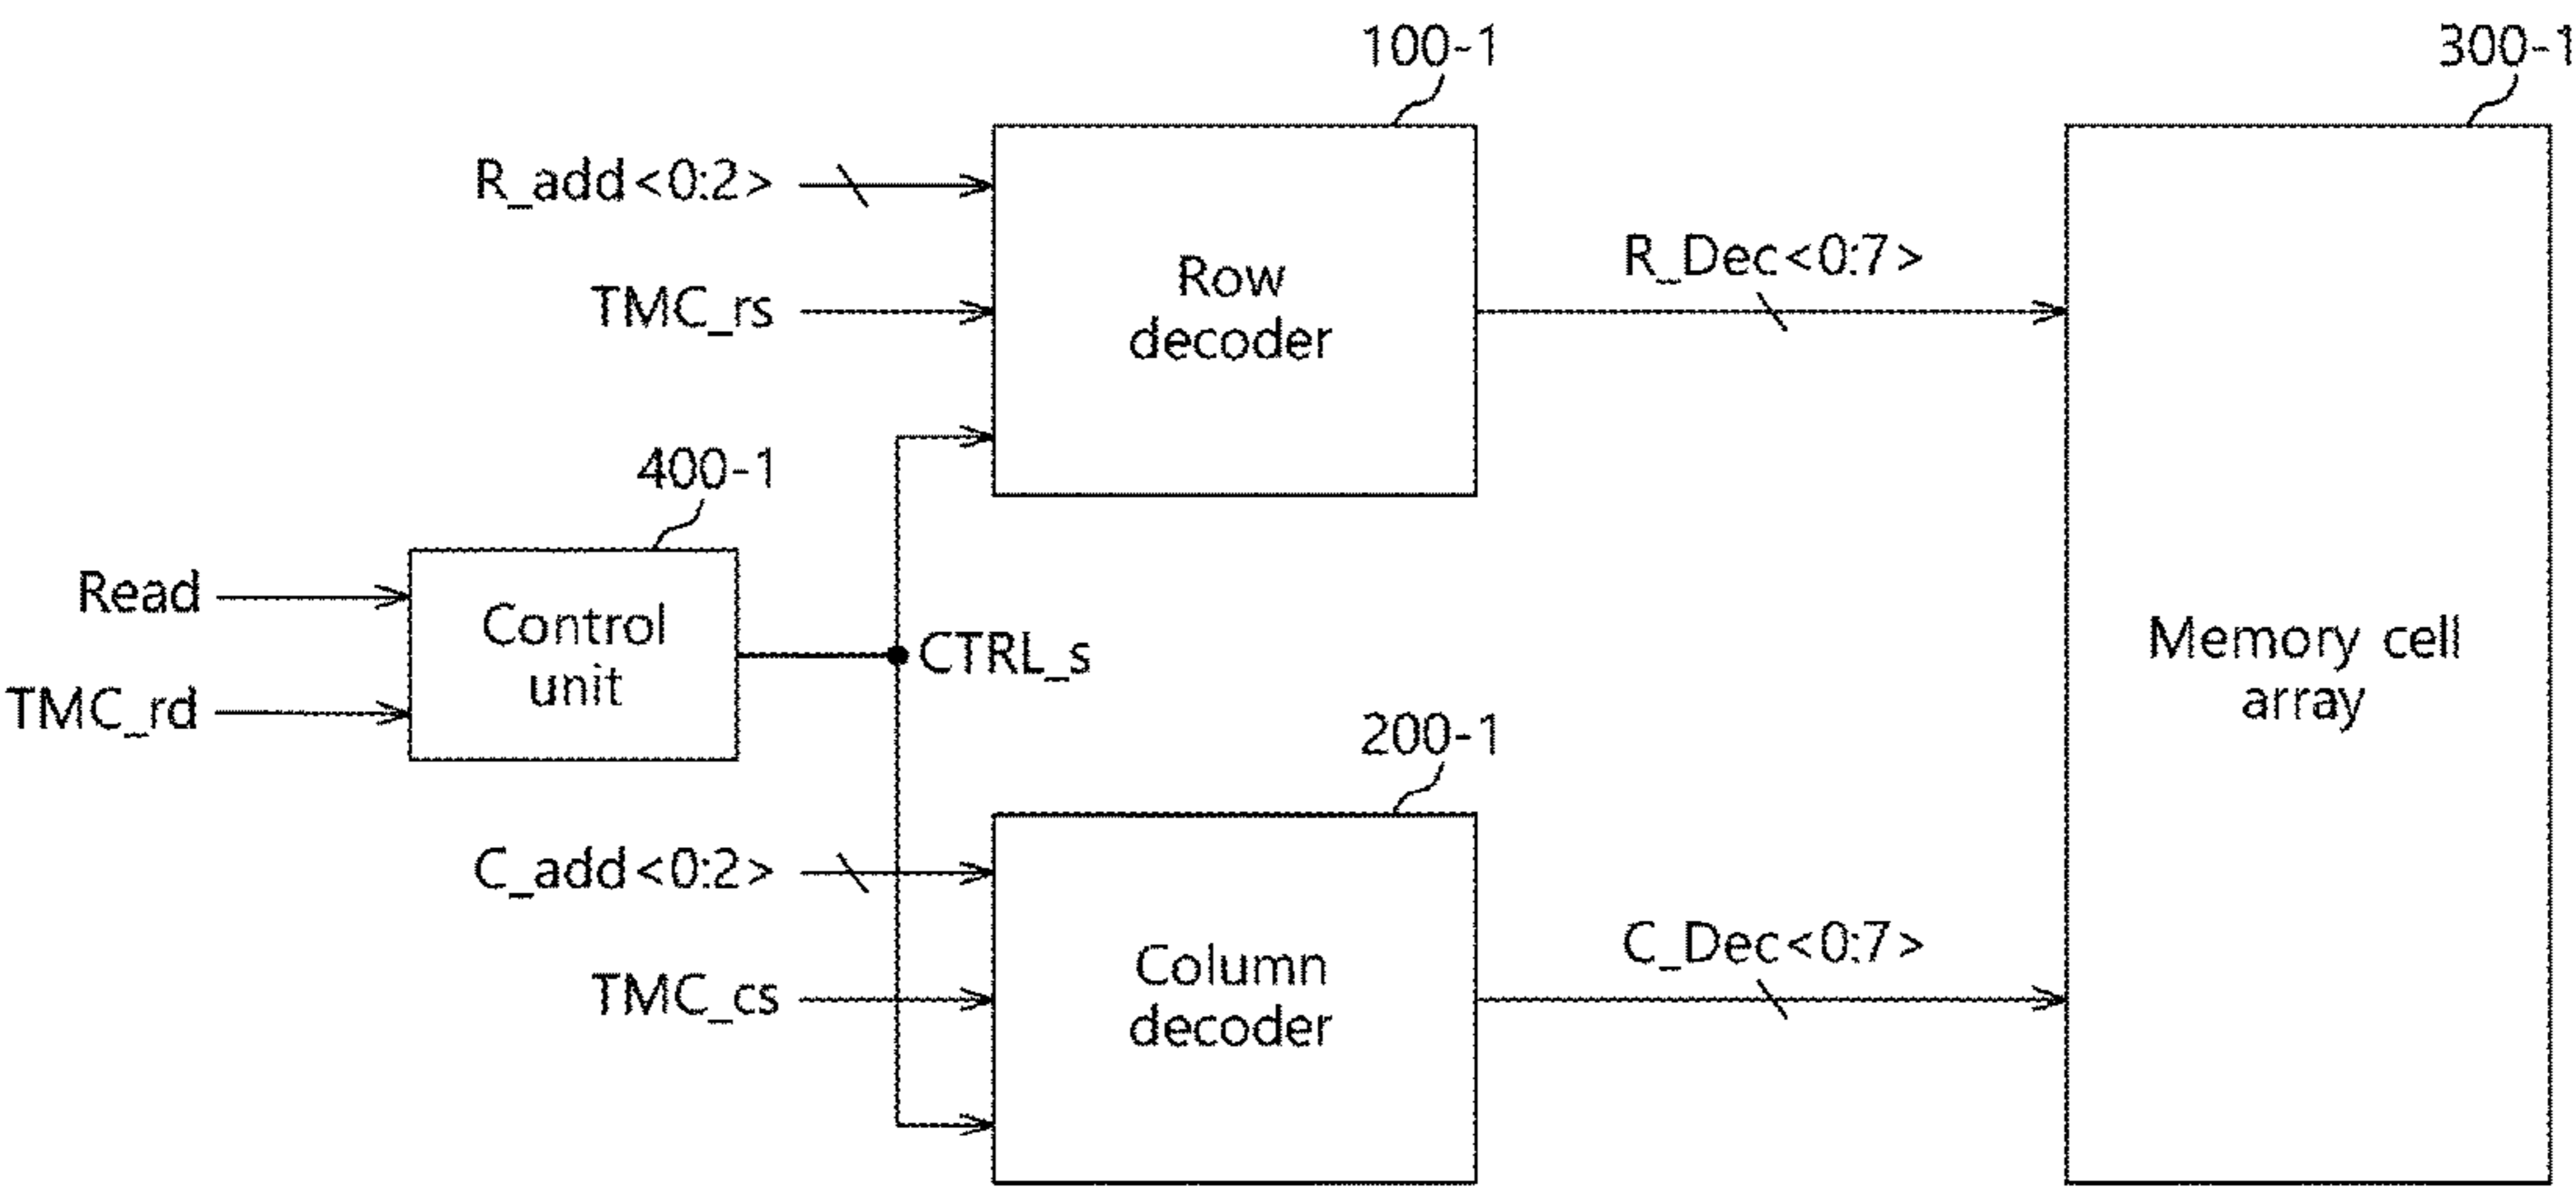 100-1
300-1
R_add<0:2>
TMC_rs
Row
decoder
R_Dec<0:7>
400-1
Read
TMC_rd
Control
unit
CTRL_s
Memory cell
array
200-1
C_add<0:2>
TMC_cs
Column
decoder
C_Dec<0:7>